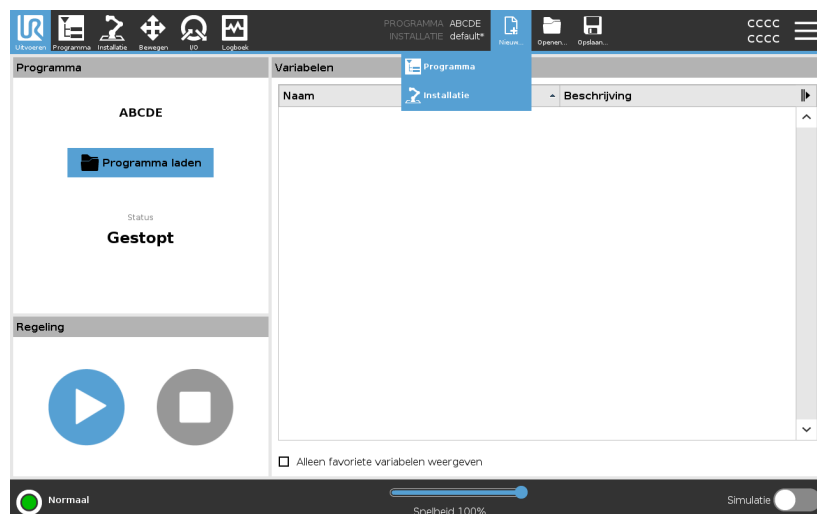 UR
Uitvoeren
Programma
Installatie
Bewegen
I/O
Logboek
PROGRAMMA ABCDE
INSTALLATIE default*
Nieuw...
Openen...
Opslaan...
CCCC
CCCC
Programma
Installatie
Programma
ABCDE
Programma laden
Status
Gestopt
Regeling
Variabelen
Naam
Beschrijving
Alleen favoriete variabelen weergeven
Normaal
Snelheid 100%
Simulatie